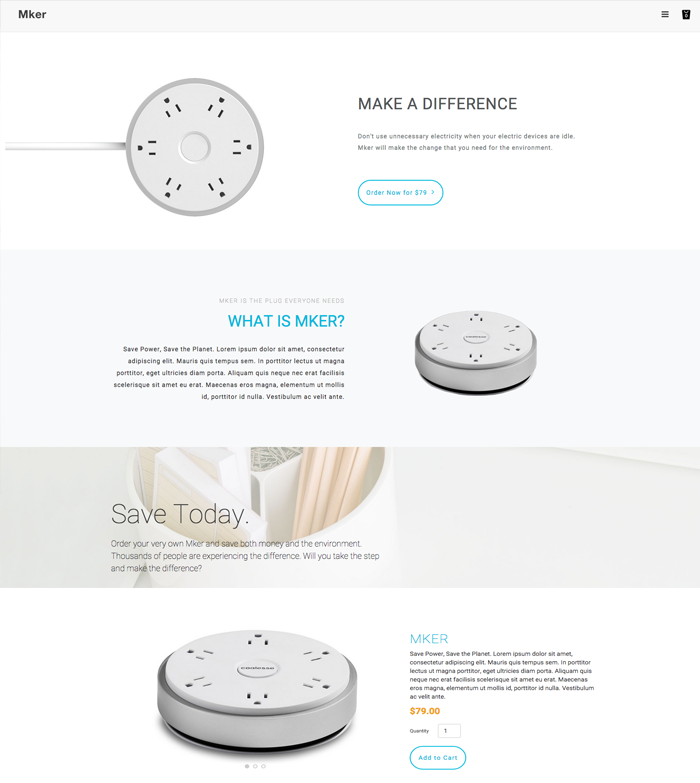 Mker
MAKE A DIFFERENCE
Don't use unnecessary electricity when your electric devices are idle.
Mker will make the change that you need for the environment.
Order Now for $79 >
MKER IS THE PLUG EVERYONE NEEDS
WHAT IS MKER?
Save Power, Save the Planet. Lorem ipsum dolor sit amet, consectetur
adipiscing elit. Mauris quis tempus sem. In porttitor lectus ut magna
porttitor, eget ultricies diam porta. Aliquam quis neque nec erat facilisis
scelerisque sit amet eu erat. Maecenas eros magna, elementum ut mollis
id, porttitor id nulla. Vestibulum ac velit ante.
Save Today.
Order your very own Mker and save both money and the environment.
Thousands of people are experiencing the difference. Will you take the step
and make the difference?
MKER
Save Power, Save the Planet. Lorem ipsum dolor sit amet,
consectetur adipiscing elit. Mauris quis tempus sem. In porttitor
lectus ut magna porttitor, eget ultricies diam porta. Aliquam quis
neque nec erat facilisis scelerisque sit amet eu erat. Maecenas
eros magna, elementum ut mollis id, porttitor id nulla. Vestibulum
ac velit ante.
$79.00
Quantity 1
Add to Cart